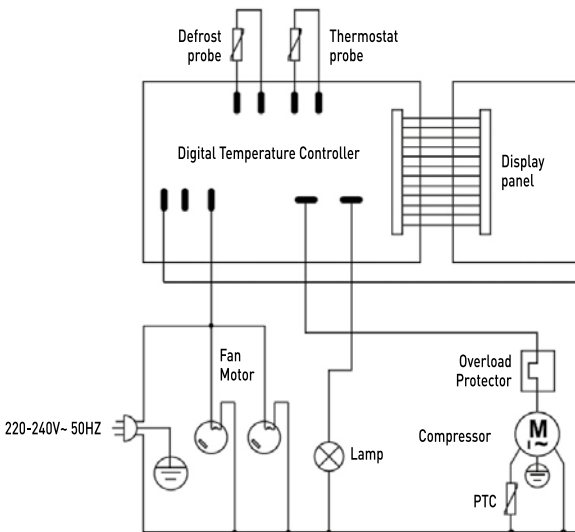 Defrost
probe
Thermostat
probe
Digital Temperature Controller
Display
panel
Fan
Motor
Overload
Protector
220-240V~ 50HZ
Compressor
M
1~
Lamp
PTC